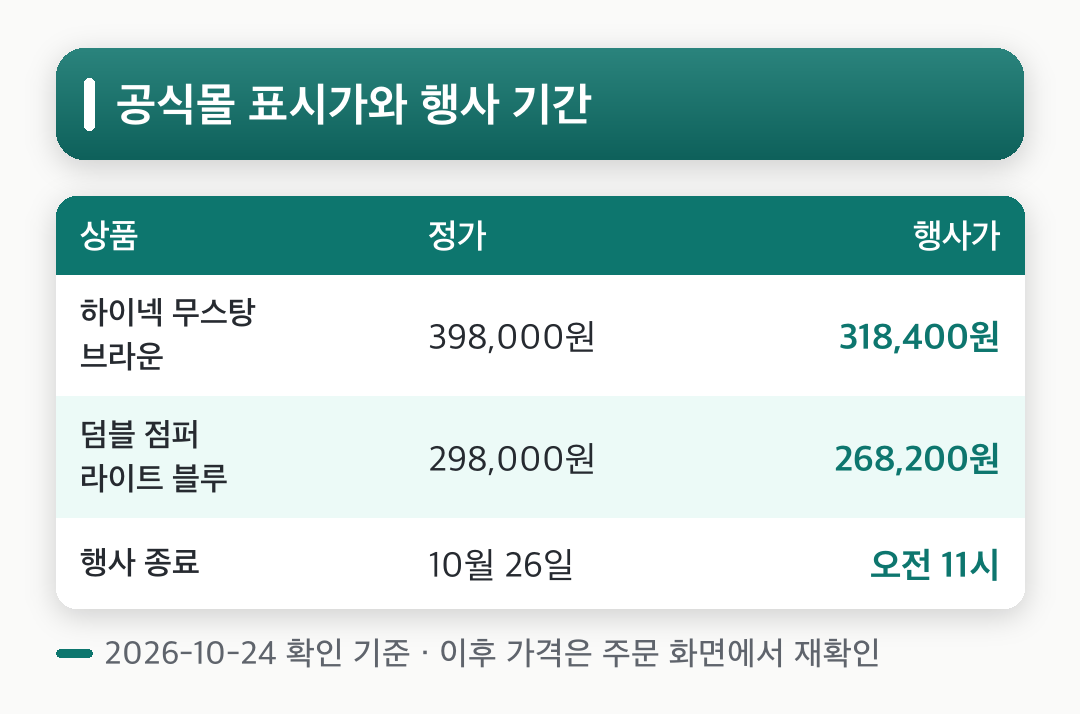 공식몰 표시가와 행사 기간
상품 정가 행사가
하이넥 무스탕
브라운
398,000원 318,400원
덤블 점퍼
라이트 블루
298,000원 268,200원
행사 종료 10월 26일 오전 11시
2026-10-24 확인 기준 · 이후 가격은 주문 화면에서 재확인